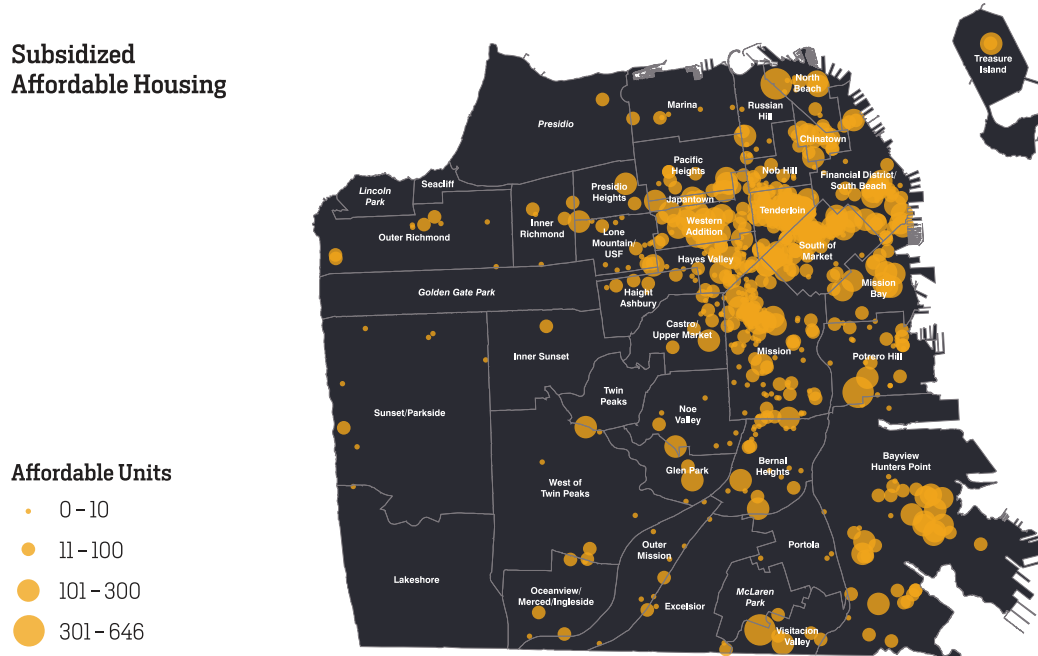 Subsidized
Affordable Housing
Treasure
Island
North
Beach
Marina
Russian
Hill
Presidio
Chinatown
Pacific
Heights
Nob Hill
Financial District/
South Beach
Seacliff
Lincoln
Park
Presidio
Heights
Japantown
Tenderloin
Western
Addition
Inner
Richmond
Outer Richmond
Lone
Mountain/
USF
South of
Market
Hayes Valley
Mission
Bay
Golden Gate Park
Haight
Ashbury
Castro/
Upper Market
Inner Sunset
Mission
Potrero Hill
Twin
Peaks
Sunset/Parkside
Noe
Valley
Glen Park
Bernal
Heights
Bayview
Hunters Point
West of
Twin Peaks
Outer
Mission
Portola
Lakeshore
Oceanview/
Merced/Ingleside
Excelsior
McLaren
Park
Visitacion
Valley
Affordable Units
0–10
11–100
101–300
301–646